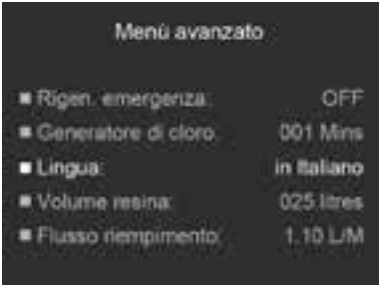 Menù avanzato
Rigen. emergenza: OFF
Generatore di cloro: 001 Mins
Lingua: in Italiano
Volume resina: 025 litres
Flusso riempimento: 1.10 L/M